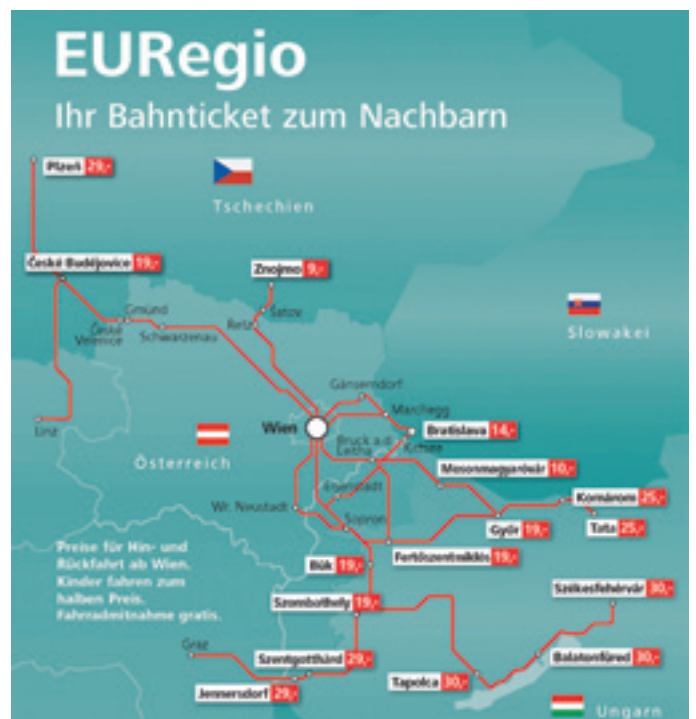 EURegio
Ihr Bahnticket zum Nachbarn
Plzeň 29,-
Tschechien
České Budějovice 19,-
Znojmo 9,-
Slowakei
Gmünd
Šatov
České
Velenice
Schwarzenau
Retz
Gänserndorf
Marchegg
Linz
Wien
Bratislava 14,-
Bruck a.d.
Leitha
Kittsee
Österreich
Mosonmagyaróvár 10,-
Eisenstadt
Komárom 25,-
Wr. Neustadt
Sopron
Győr 19,-
Tata 25,-
Preise für Hin- und
Rückfahrt ab Wien.
Kinder fahren zum
halben Preis.
Fahrradmitnahme gratis.
Bük 19,-
Fertőszentmiklós 19,-
Szombathely 19,-
Székesfehérvár 30,-
Graz
Szentgotthárd 29,-
Balatonfüred 30,-
Jennersdorf 29,-
Tapolca 30,-
Ungarn